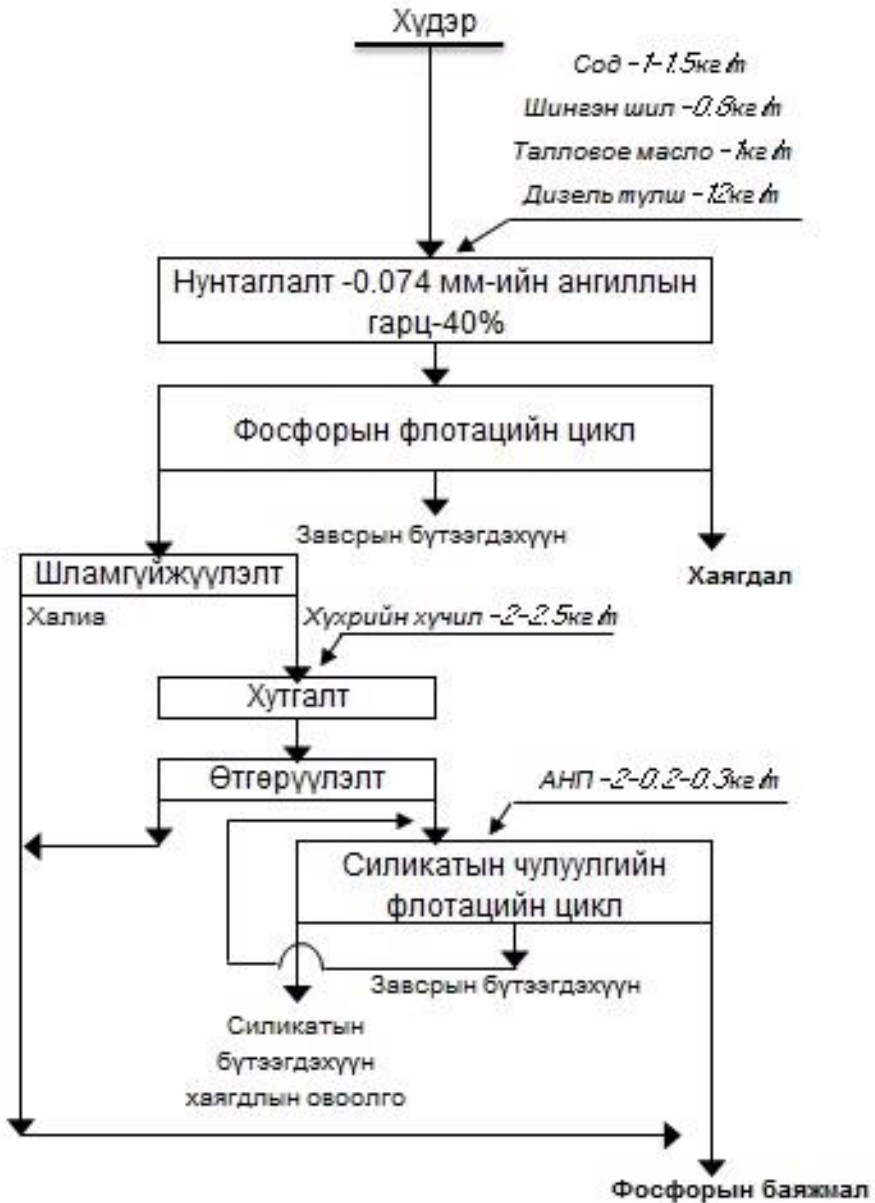 Хүдэр
Сод -1-1.5кг/т
Шингэн шил -0.8кг/т
Талловое масло -1кг/т
Дизель түлш -12кг/т
Нунтаглалт -0.074 мм-ийн ангиллын
гарц-40%
Фосфорын флотацийн цикл
Завсрын бүтээгдэхүүн
Хаягдал
Шламгүйжүүлэлт
Халиа
Хүхрийн хүчил -2-2.5кг/т
Хутгалт
Өтгөрүүлэлт
АНП -2-0.2-0.3кг/т
Силикатын чулуулгийн
флотацийн цикл
Завсрын бүтээгдэхүүн
Силикатын
бүтээгдэхүүн
хаягдлын овоолго
Фосфорын баяжмал